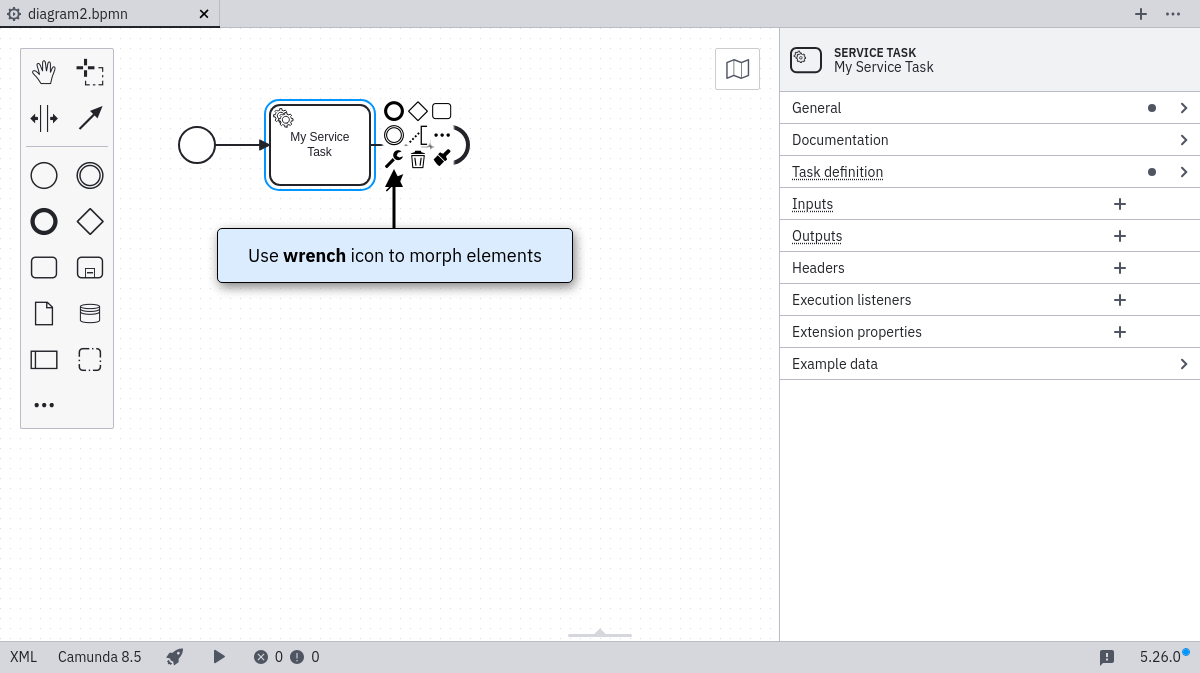 diagram2.bpmn
SERVICE TASK
My Service Task
General
Documentation
Task definition
Inputs
Outputs
Headers
Execution listeners
Extension properties
Example data
My Service
Task
Use wrench icon to morph elements
XML Camunda 8.5 0 0 5.26.0